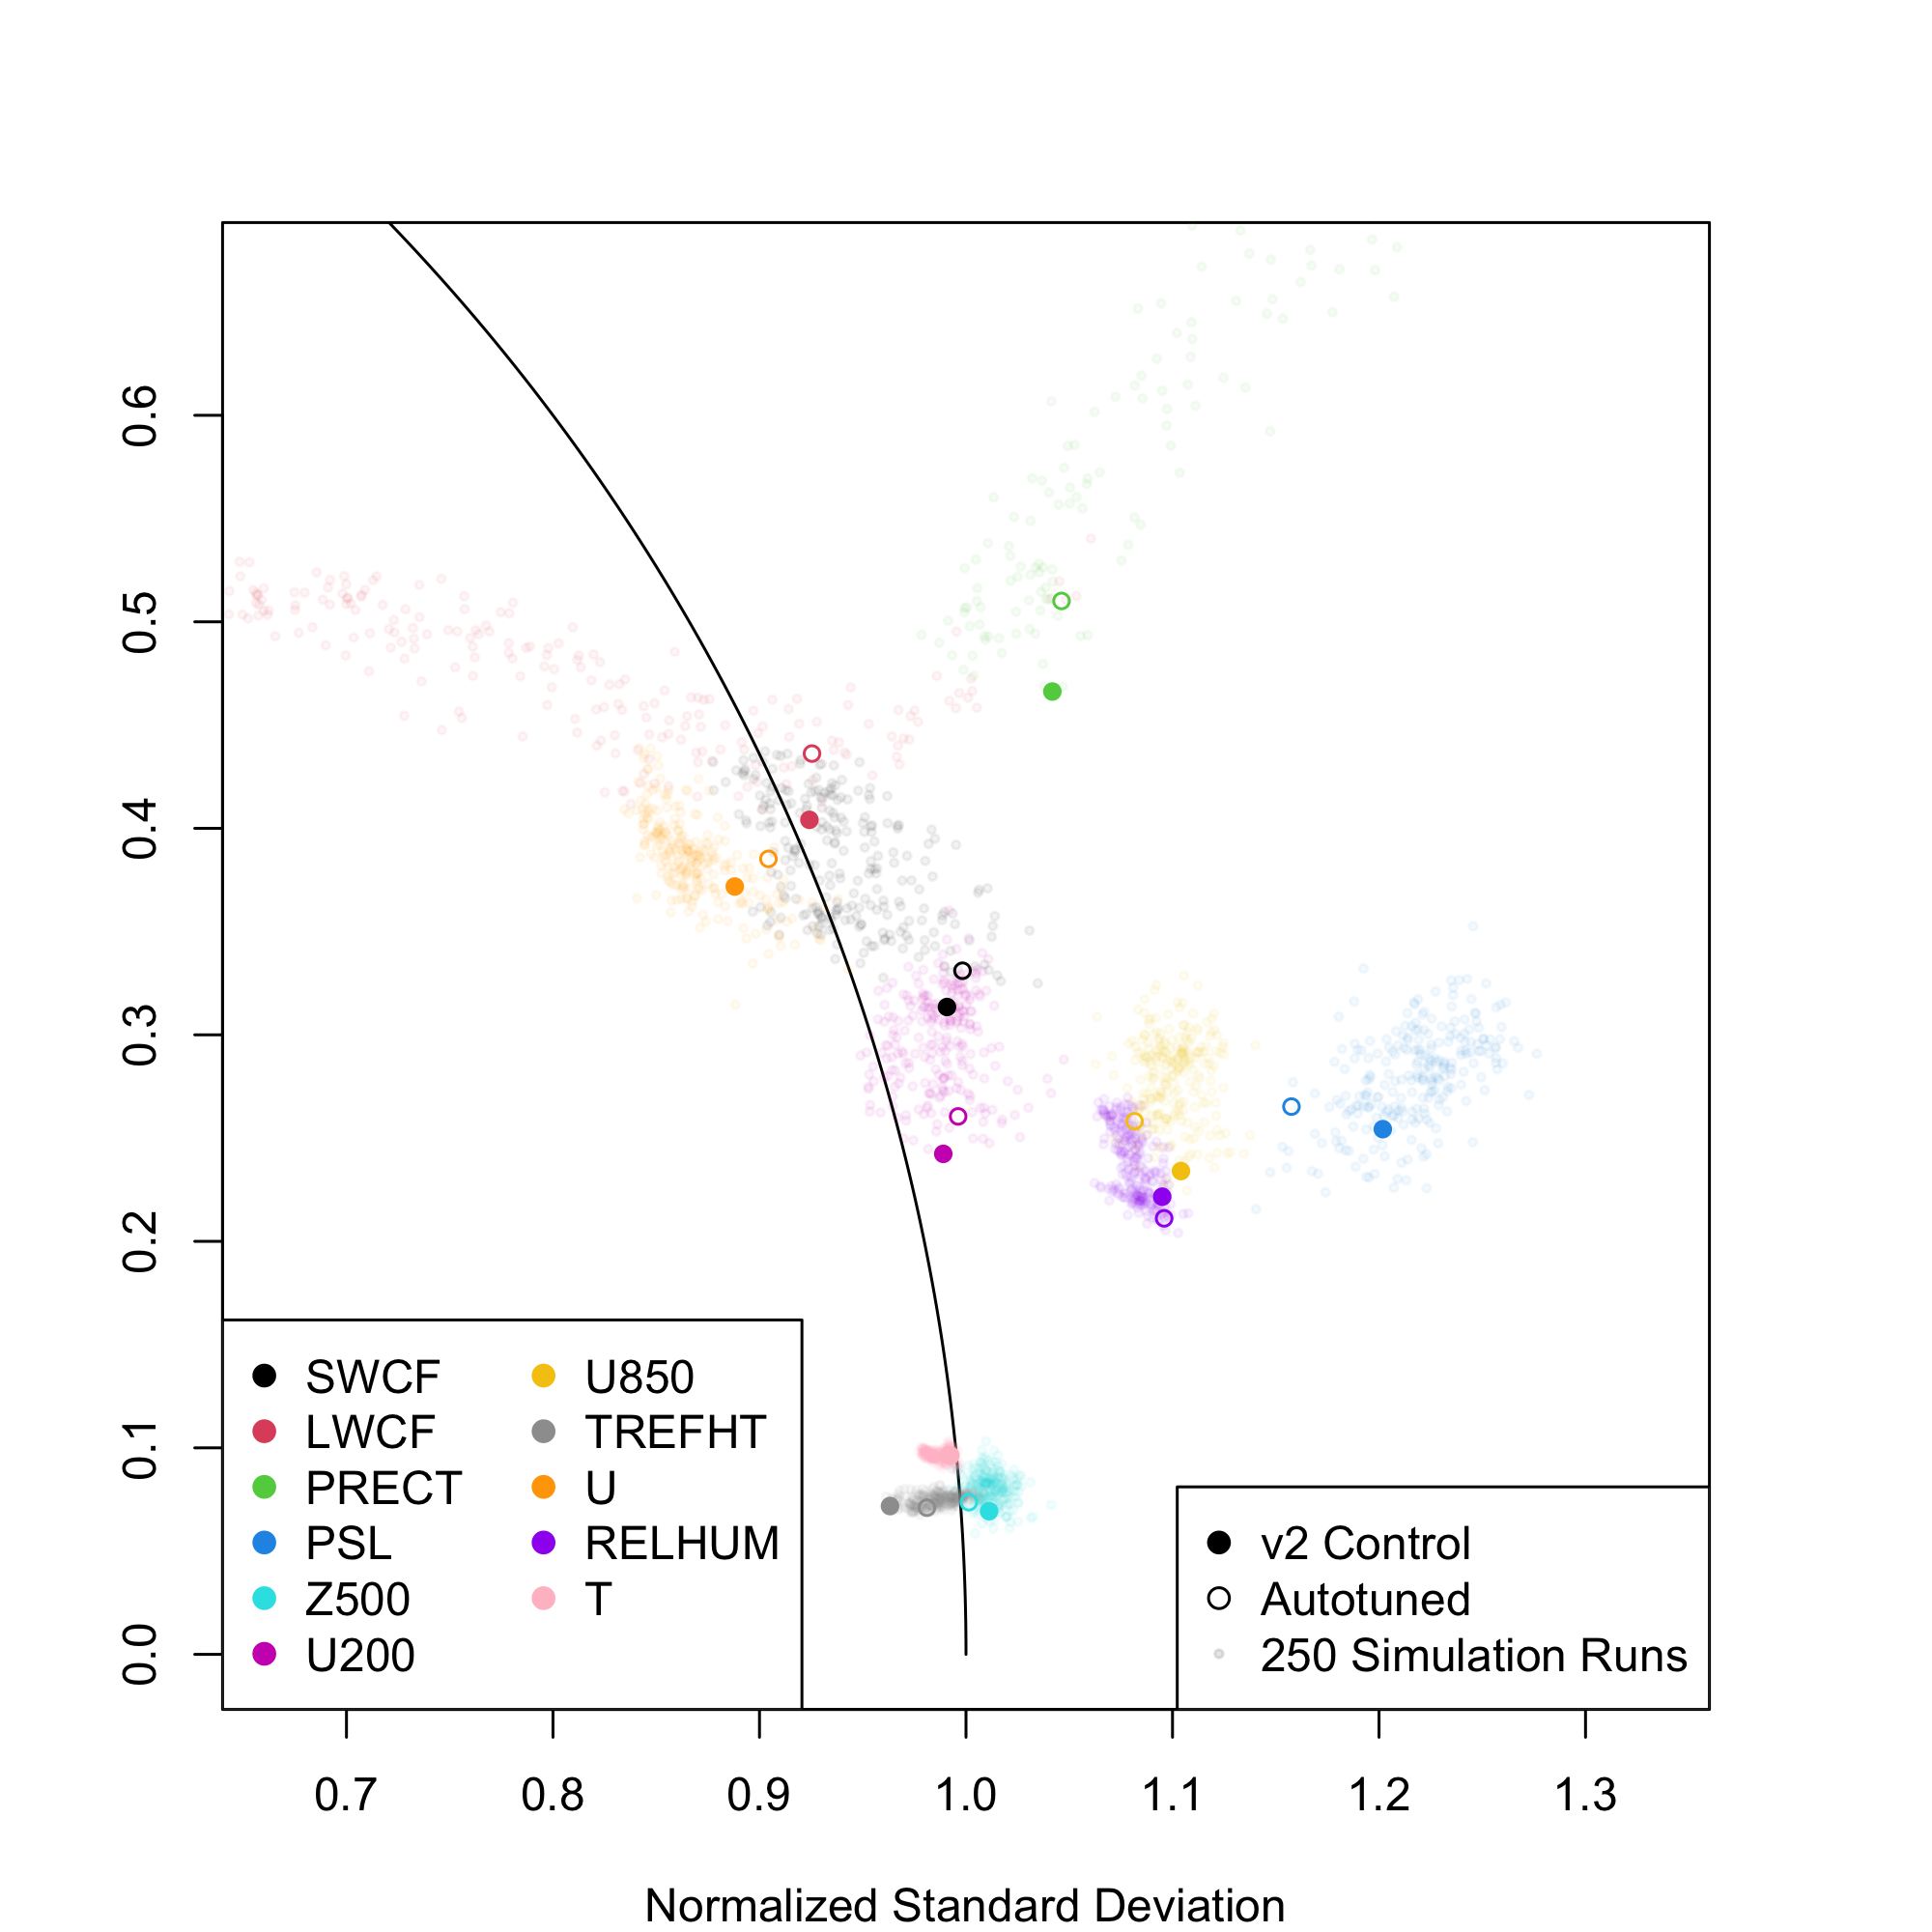 0.6
0.5
0.4
0.3
0.2
0.1
0.0
SWCF
LWCF
PRECT
PSL
Z500
U200
U850
TREFHT
U
RELHUM
T
v2 Control
Autotuned
250 Simulation Runs
0.7 0.8 0.9 1.0 1.1 1.2 1.3
Normalized Standard Deviation